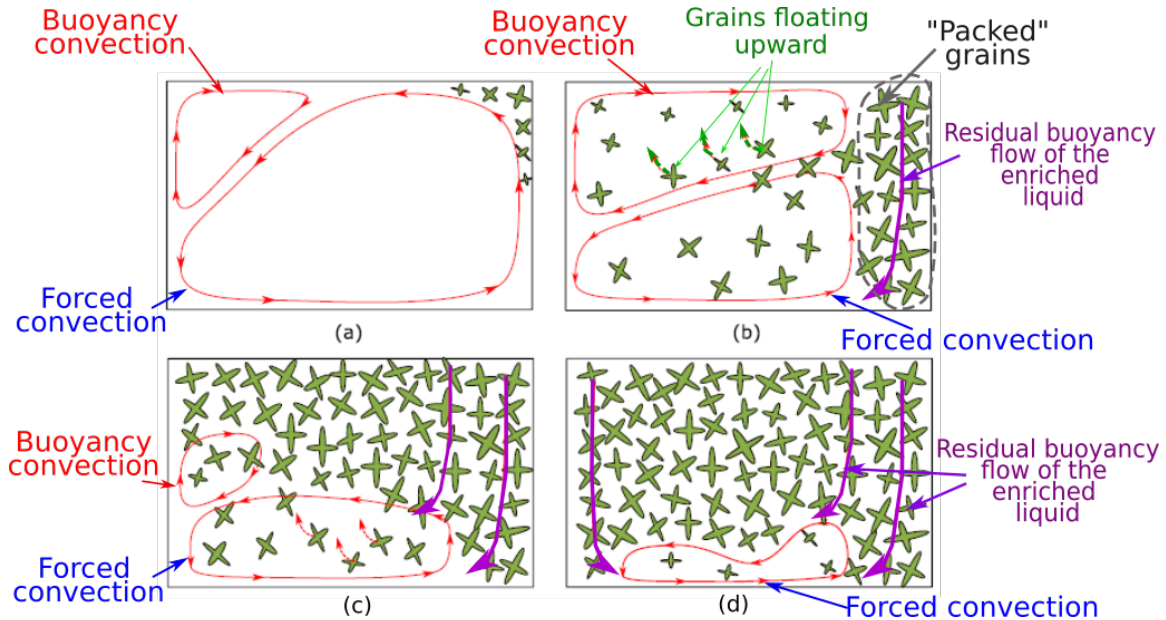 Buoyancy
convection
Forced
convection
(a)
Buoyancy
convection
Grains floating
upward
"Packed"
grains
Residual buoyancy
flow of the
enriched
liquid
(b)
Forced convection
Buoyancy
convection
Forced
convection
(c)
Residual buoyancy
flow of the
enriched
liquid
(d)
Forced convection